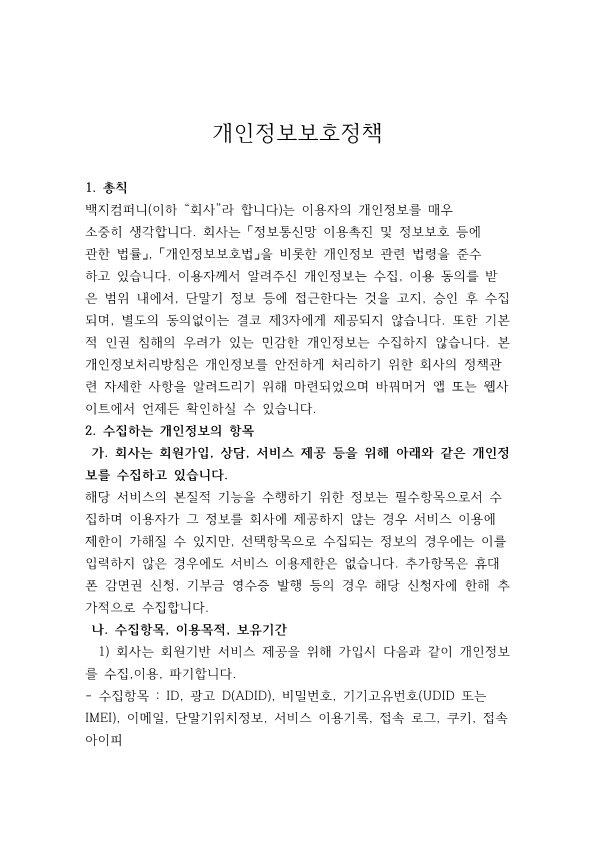 개인정보보호정책
1. 총칙
백지컴퍼니(이하 “회사”라 합니다)는 이용자의 개인정보를 매우
소중히 생각합니다. 회사는 「정보통신망 이용촉진 및 정보보호 등에
관한 법률」, 「개인정보보호법」을 비롯한 개인정보 관련 법령을 준수
하고 있습니다. 이용자께서 알려주신 개인정보는 수집, 이용 동의를 받
은 범위 내에서, 단말기 정보 등에 접근한다는 것을 고지, 승인 후 수집
되며, 별도의 동의없이는 결코 제3자에게 제공되지 않습니다. 또한 기본
적 인권 침해의 우려가 있는 민감한 개인정보는 수집하지 않습니다. 본
개인정보처리방침은 개인정보를 안전하게 처리하기 위한 회사의 정책관
련 자세한 사항을 알려드리기 위해 마련되었으며 바꿔머거 앱 또는 웹사
이트에서 언제든 확인하실 수 있습니다.
2. 수집하는 개인정보의 항목
가. 회사는 회원가입, 상담, 서비스 제공 등을 위해 아래와 같은 개인정
보를 수집하고 있습니다.
해당 서비스의 본질적 기능을 수행하기 위한 정보는 필수항목으로서 수
집하며 이용자가 그 정보를 회사에 제공하지 않는 경우 서비스 이용에
제한이 가해질 수 있지만, 선택항목으로 수집되는 정보의 경우에는 이를
입력하지 않은 경우에도 서비스 이용제한은 없습니다. 추가항목은 휴대
폰 감면권 신청, 기부금 영수증 발행 등의 경우 해당 신청자에 한해 추
가적으로 수집합니다.
나. 수집항목, 이용목적, 보유기간
1) 회사는 회원기반 서비스 제공을 위해 가입시 다음과 같이 개인정보
를 수집,이용, 파기합니다.
- 수집항목 : ID, 광고 D(ADID), 비밀번호, 기기고유번호(UDID 또는
IMEI), 이메일, 단말기위치정보, 서비스 이용기록, 접속 로그, 쿠키, 접속
아이피